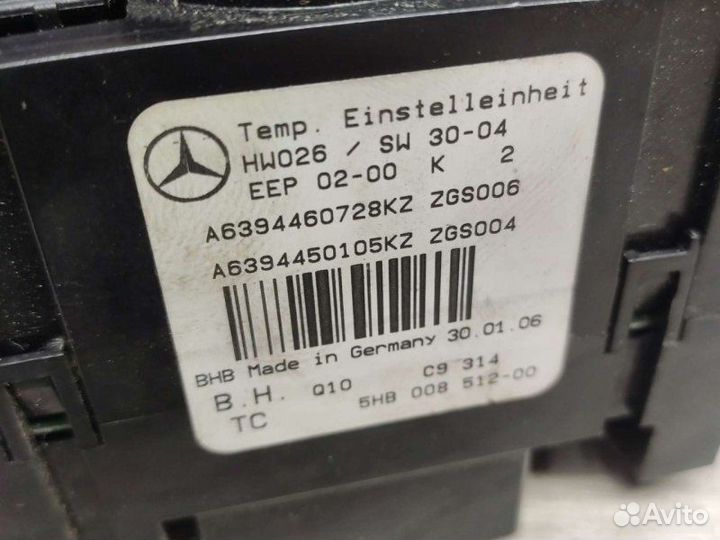 Temp. Einstelleinheit
HW026 / SW 30-04
EEP 02-00 K 2
A6394460728KZ ZGS006
A6394450105KZ ZGS004
BHB Made in Germany 30.01.06
B.H. Q10 C9 314
TC 5HB 008 512-00
Avito